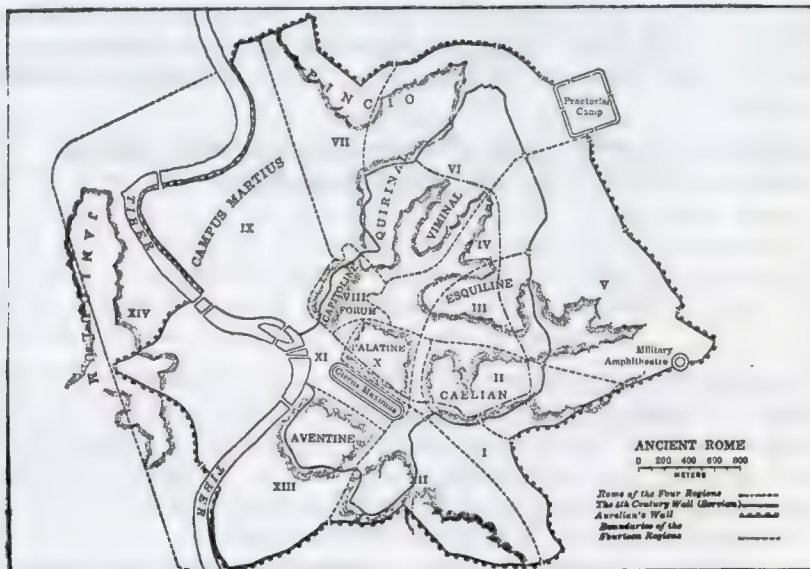 PINCIO
Praetorian
Camp
VII
CAMPUS MARTIUS
IX
QUIRINAL
VI
VIMINAL
TIBER
IV
XIV
CAPITOLINE
VIII
FORUM
ESQUILINE
III
V
XI
PALATINE
X
Circus Maximus
II
CAELIAN
Military
Amphitheatre
AVENTINE
I
XIII
TIBER
ANCIENT ROME
0 200 400 600 800
METERS
Rome of the Four Regions
The 4th Century Wall (Servian)
Aurelian's Wall
Boundaries of the
Fourteen Regions